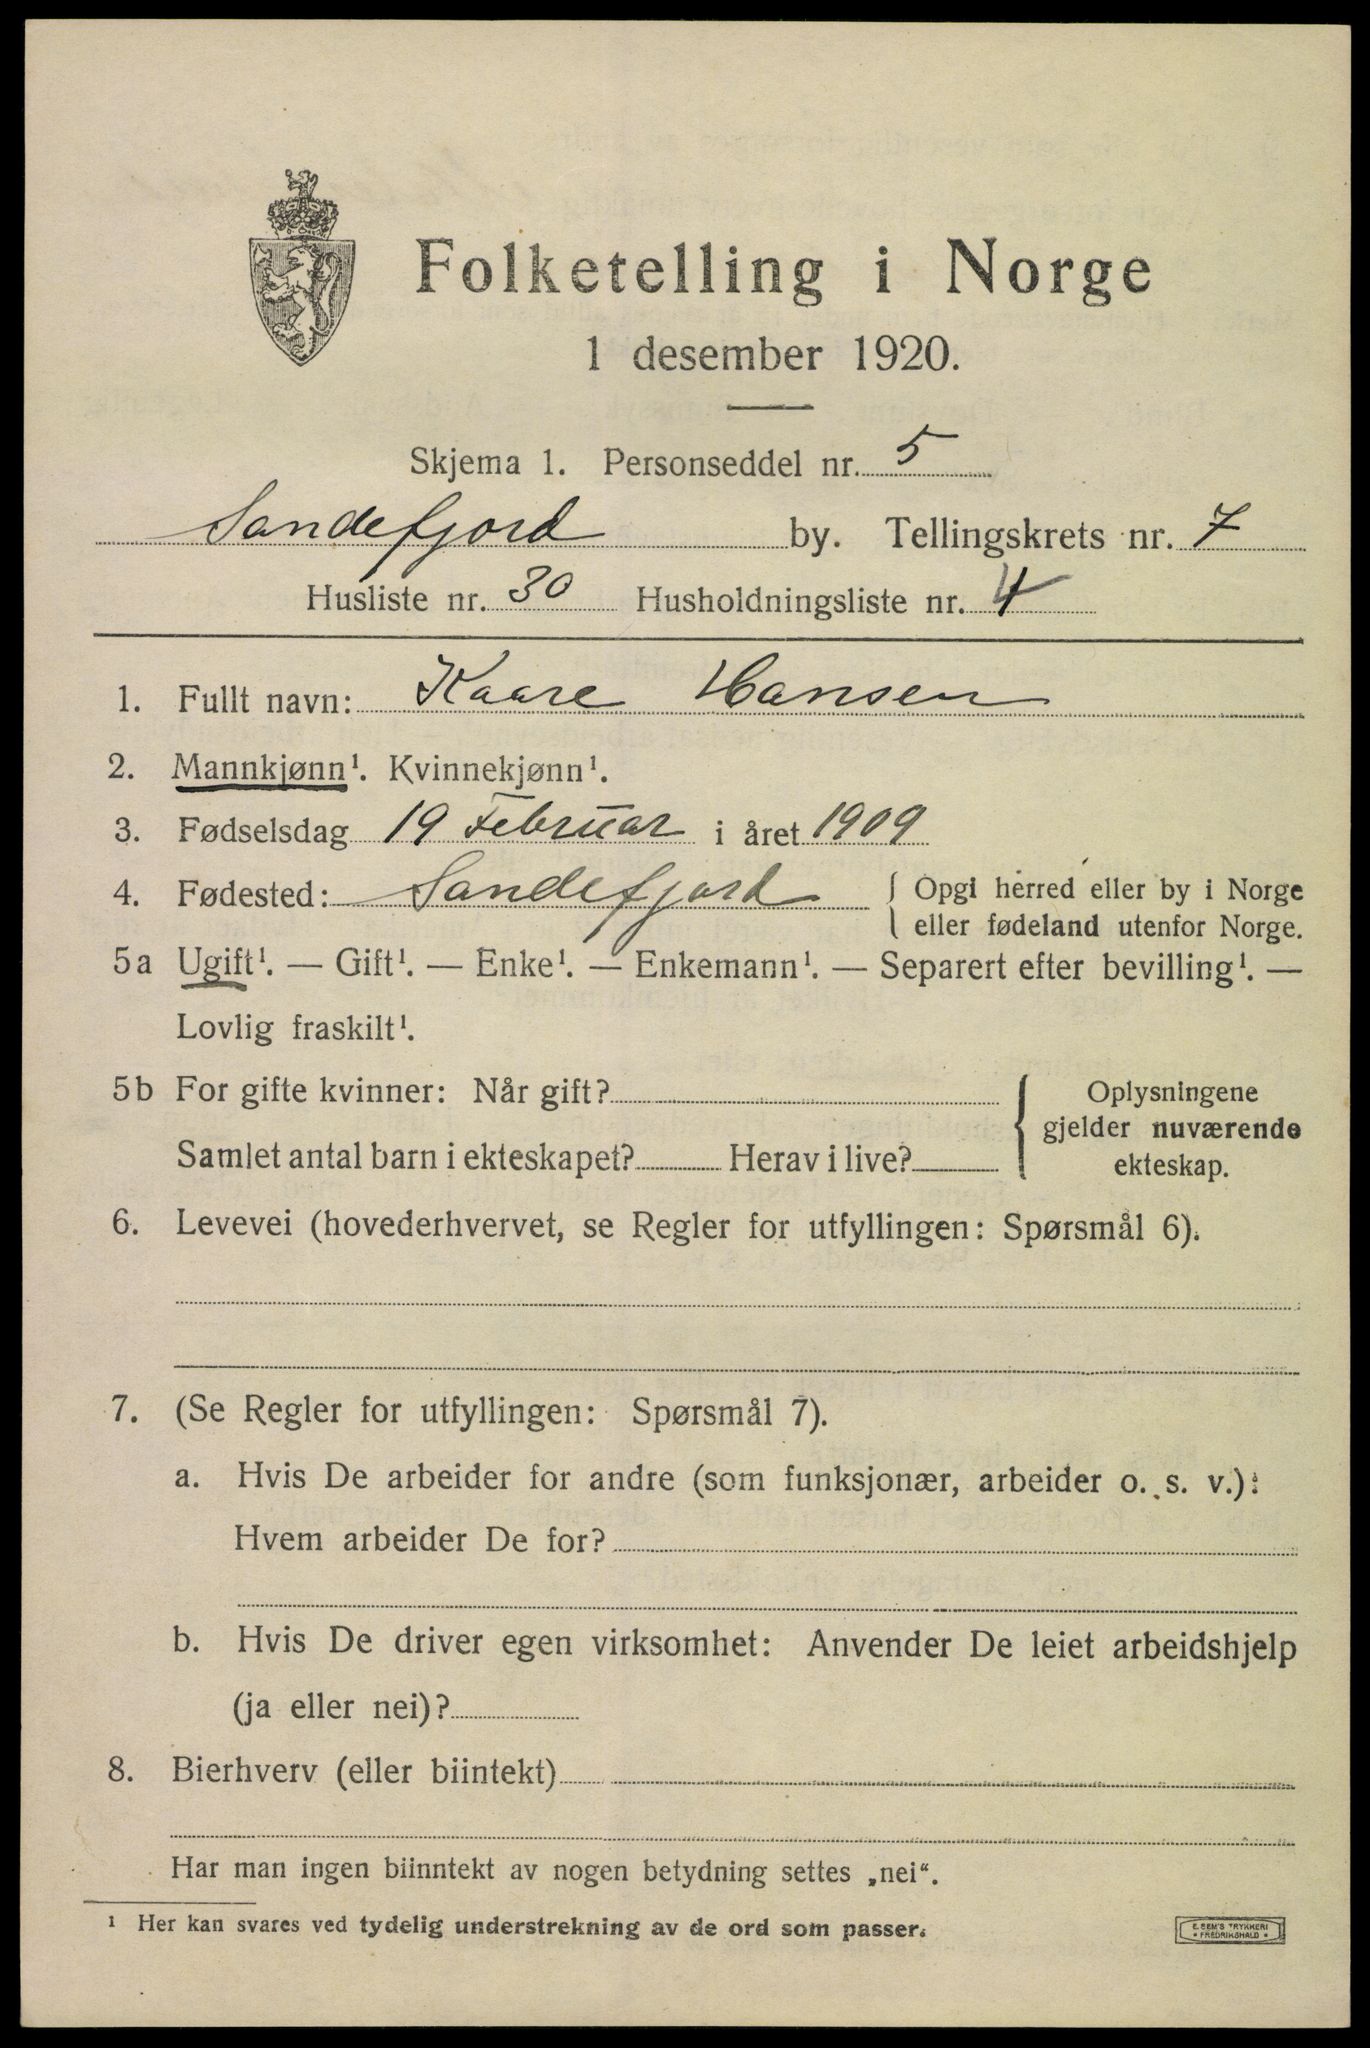 Folketelling i Norge
1 desember 1920.
Skjema 1. Personseddel nr. 5
Sandefjord by. Tellingskrets nr. 7
Husliste nr. 30 Husholdningsliste nr. 4
1. Fullt navn: Kaare Hansen
2. Mannkjønn¹. Kvinnekjønn¹.
3. Fødselsdag 19 Februar i året 1909
4. Fødested: Sandefjord { Opgi herred eller by i Norge
eller fødeland utenfor Norge.
5a Ugift¹. — Gift¹. — Enke¹. — Enkemann¹. — Separert efter bevilling¹. —
Lovlig fraskilt¹.
5b For gifte kvinner: Når gift? { Oplysningene
gjelder nuværende
Samlet antal barn i ekteskapet? Herav i live? ekteskap.
6. Levevei (hovederhvervet, se Regler for utfyllingen: Spørsmål 6).
7. (Se Regler for utfyllingen: Spørsmål 7).
a. Hvis De arbeider for andre (som funksjonær, arbeider o. s. v.):
Hvem arbeider De for?
b. Hvis De driver egen virksomhet: Anvender De leiet arbeidshjelp
(ja eller nei)?
8. Bierhverv (eller biintekt)
Har man ingen biinntekt av nogen betydning settes „nei“.
¹ Her kan svares ved tydelig understrekning av de ord som passer.
E. SEM'S TRYKKERI
* FREDRIKSHALD *